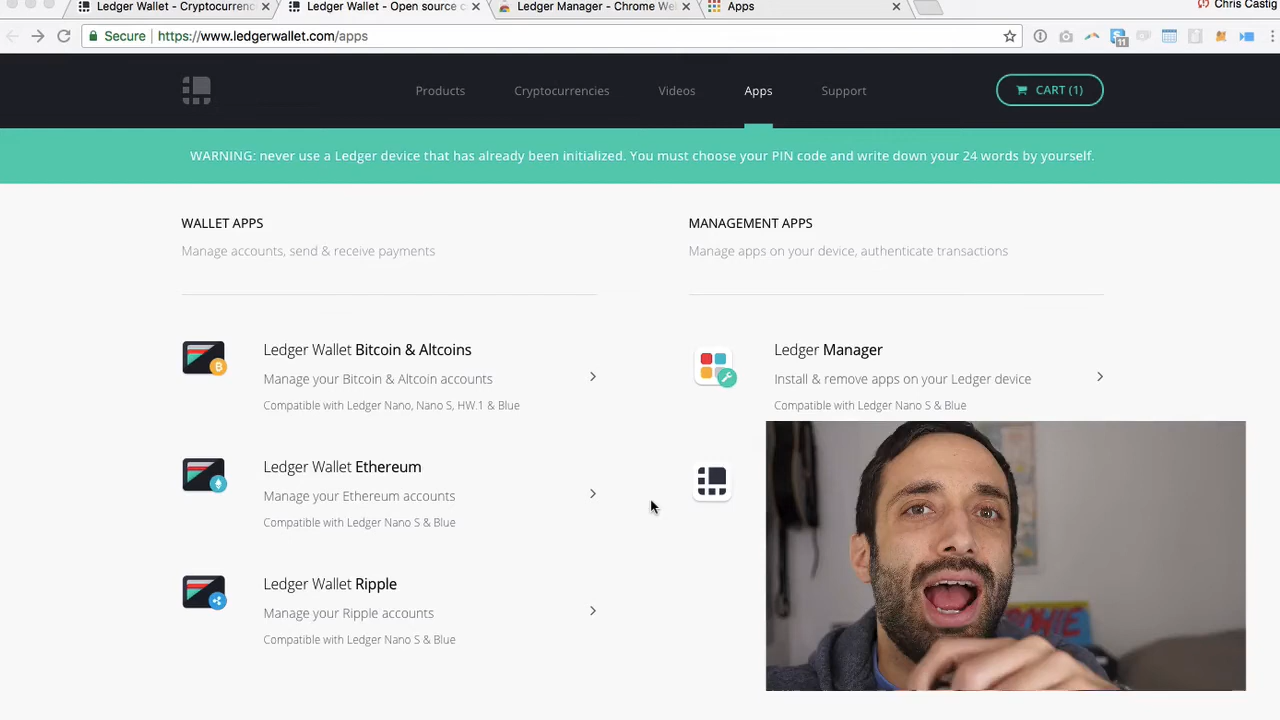 Ledger Wallet - Cryptocurrenc
Ledger Wallet - Open source c
Ledger Manager - Chrome We
Apps
Chris Castig
Secure
https://www.ledgerwallet.com/apps
11
Products
Cryptocurrencies
Videos
Apps
Support
CART (1)
WARNING: never use a Ledger device that has already been initialized. You must choose your PIN code and write down your 24 words by yourself.
WALLET APPS
Manage accounts, send & receive payments
Ledger Wallet Bitcoin & Altcoins
Manage your Bitcoin & Altcoin accounts
Compatible with Ledger Nano, Nano S, HW.1 & Blue
Ledger Wallet Ethereum
Manage your Ethereum accounts
Compatible with Ledger Nano S & Blue
Ledger Wallet Ripple
Manage your Ripple accounts
Compatible with Ledger Nano S & Blue
MANAGEMENT APPS
Manage apps on your device, authenticate transactions
Ledger Manager
Install & remove apps on your Ledger device
Compatible with Ledger Nano S & Blue